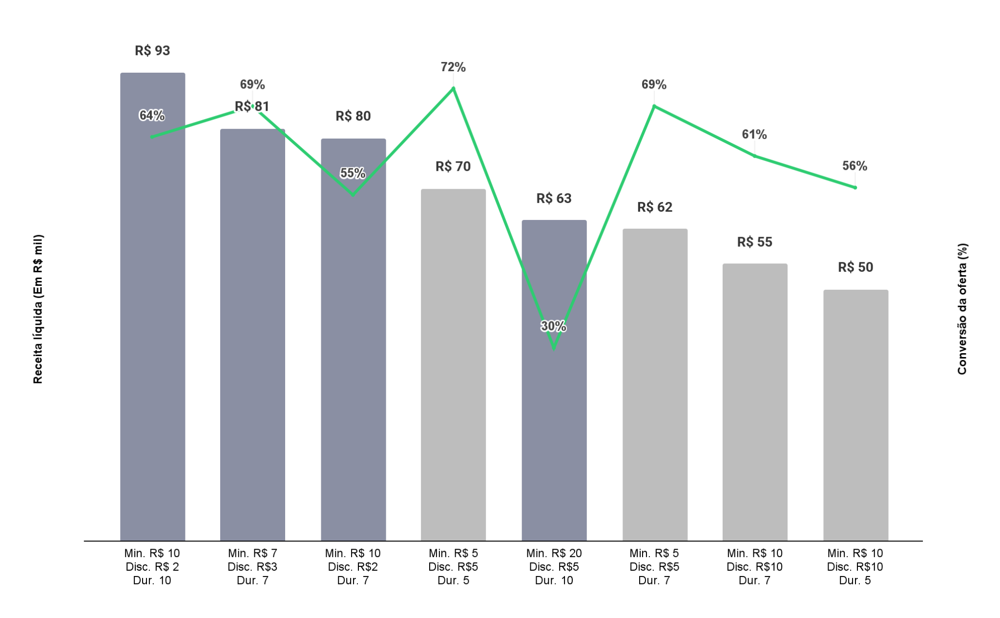 R$ 93
72%
69%
69%
R$ 81
64%
R$ 80
61%
R$ 70
56%
55%
R$ 63
R$ 62
R$ 55
R$ 50
30%
Receita líquida (Em R$ mil)
Conversão da oferta (%)
Min. R$ 10
Disc. R$ 2
Dur. 10
Min. R$ 7
Disc. R$3
Dur. 7
Min. R$ 10
Disc. R$2
Dur. 7
Min. R$ 5
Disc. R$5
Dur. 5
Min. R$ 20
Disc. R$5
Dur. 10
Min. R$ 5
Disc. R$5
Dur. 7
Min. R$ 10
Disc. R$10
Dur. 7
Min. R$ 10
Disc. R$10
Dur. 5